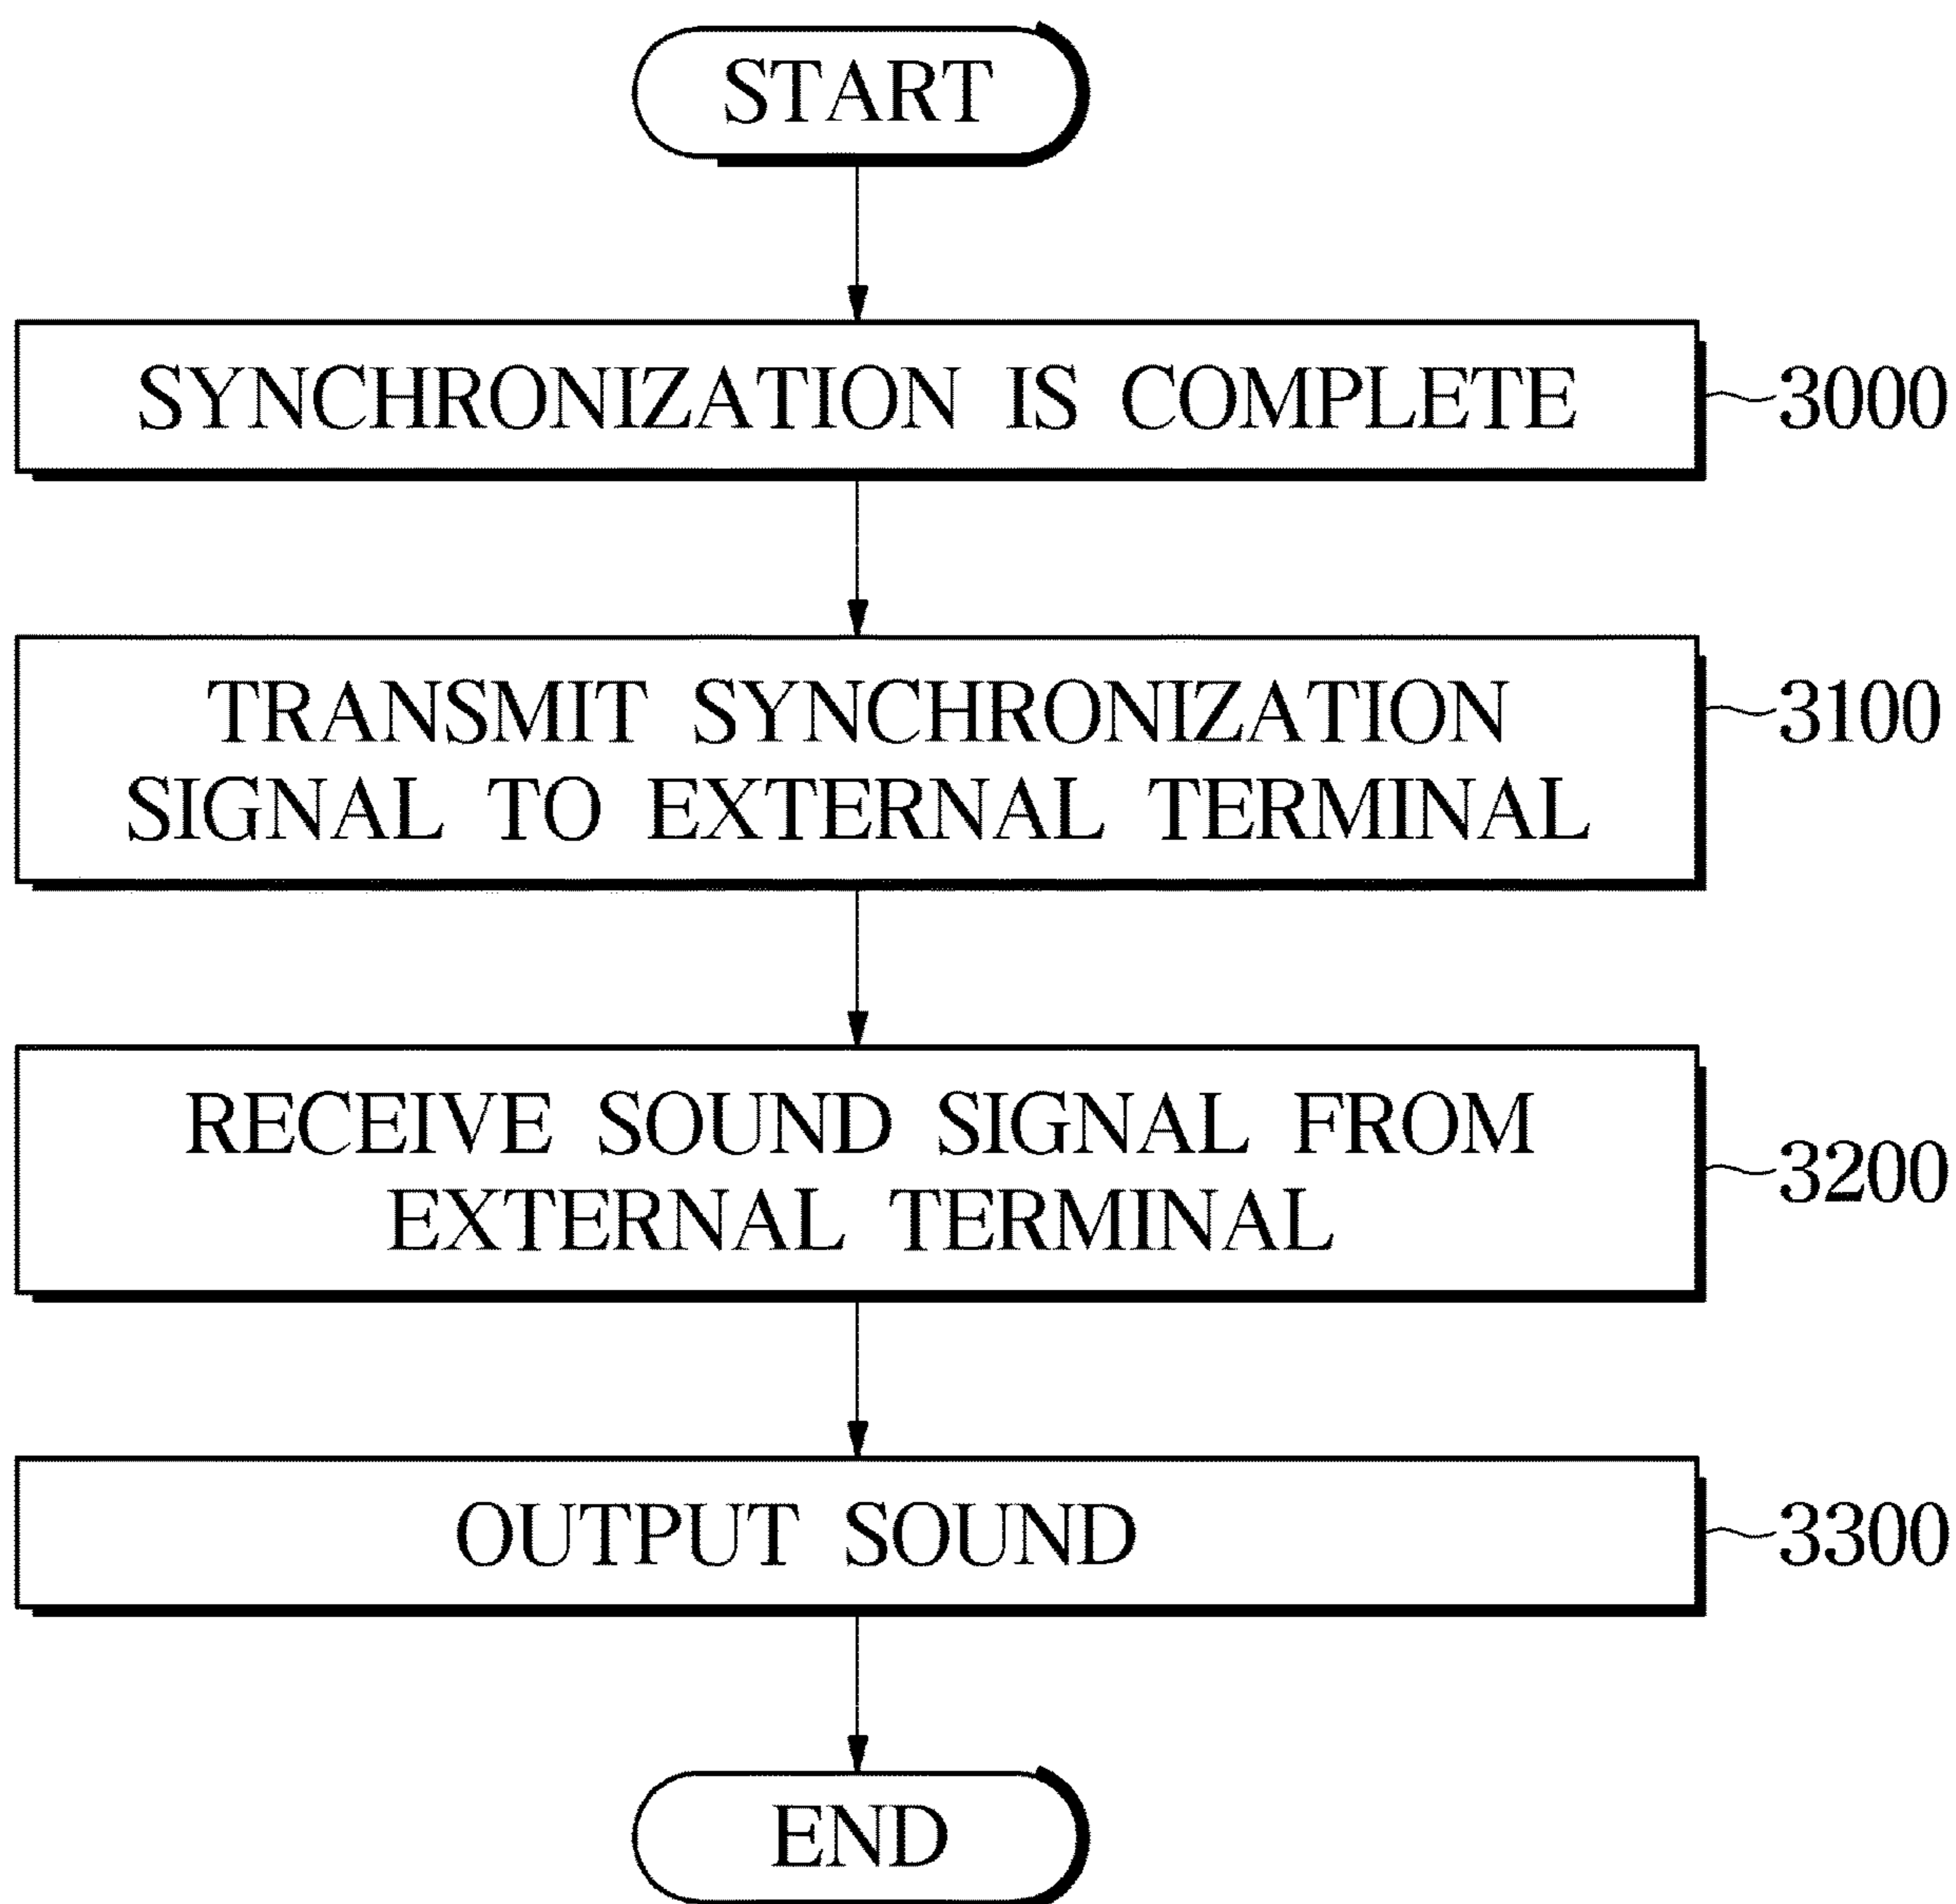 START
SYNCHRONIZATION IS COMPLETE
3000
TRANSMIT SYNCHRONIZATION
SIGNAL TO EXTERNAL TERMINAL
3100
RECEIVE SOUND SIGNAL FROM
EXTERNAL TERMINAL
3200
OUTPUT SOUND
3300
END